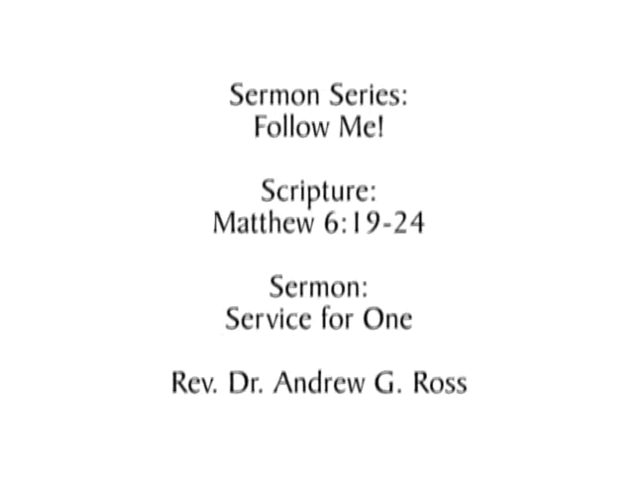 Sermon Series:
Follow Me!
Scripture:
Matthew 6:19-24
Sermon:
Service for One
Rev. Dr. Andrew G. Ross